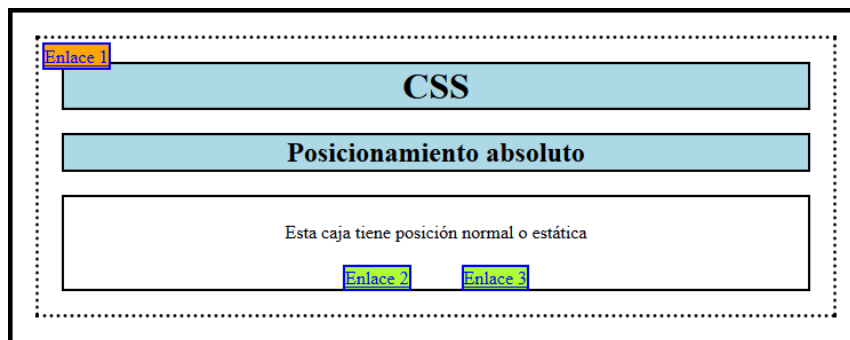 Enlace 1
CSS
Posicionamiento absoluto
Esta caja tiene posición normal o estática
Enlace 2 Enlace 3